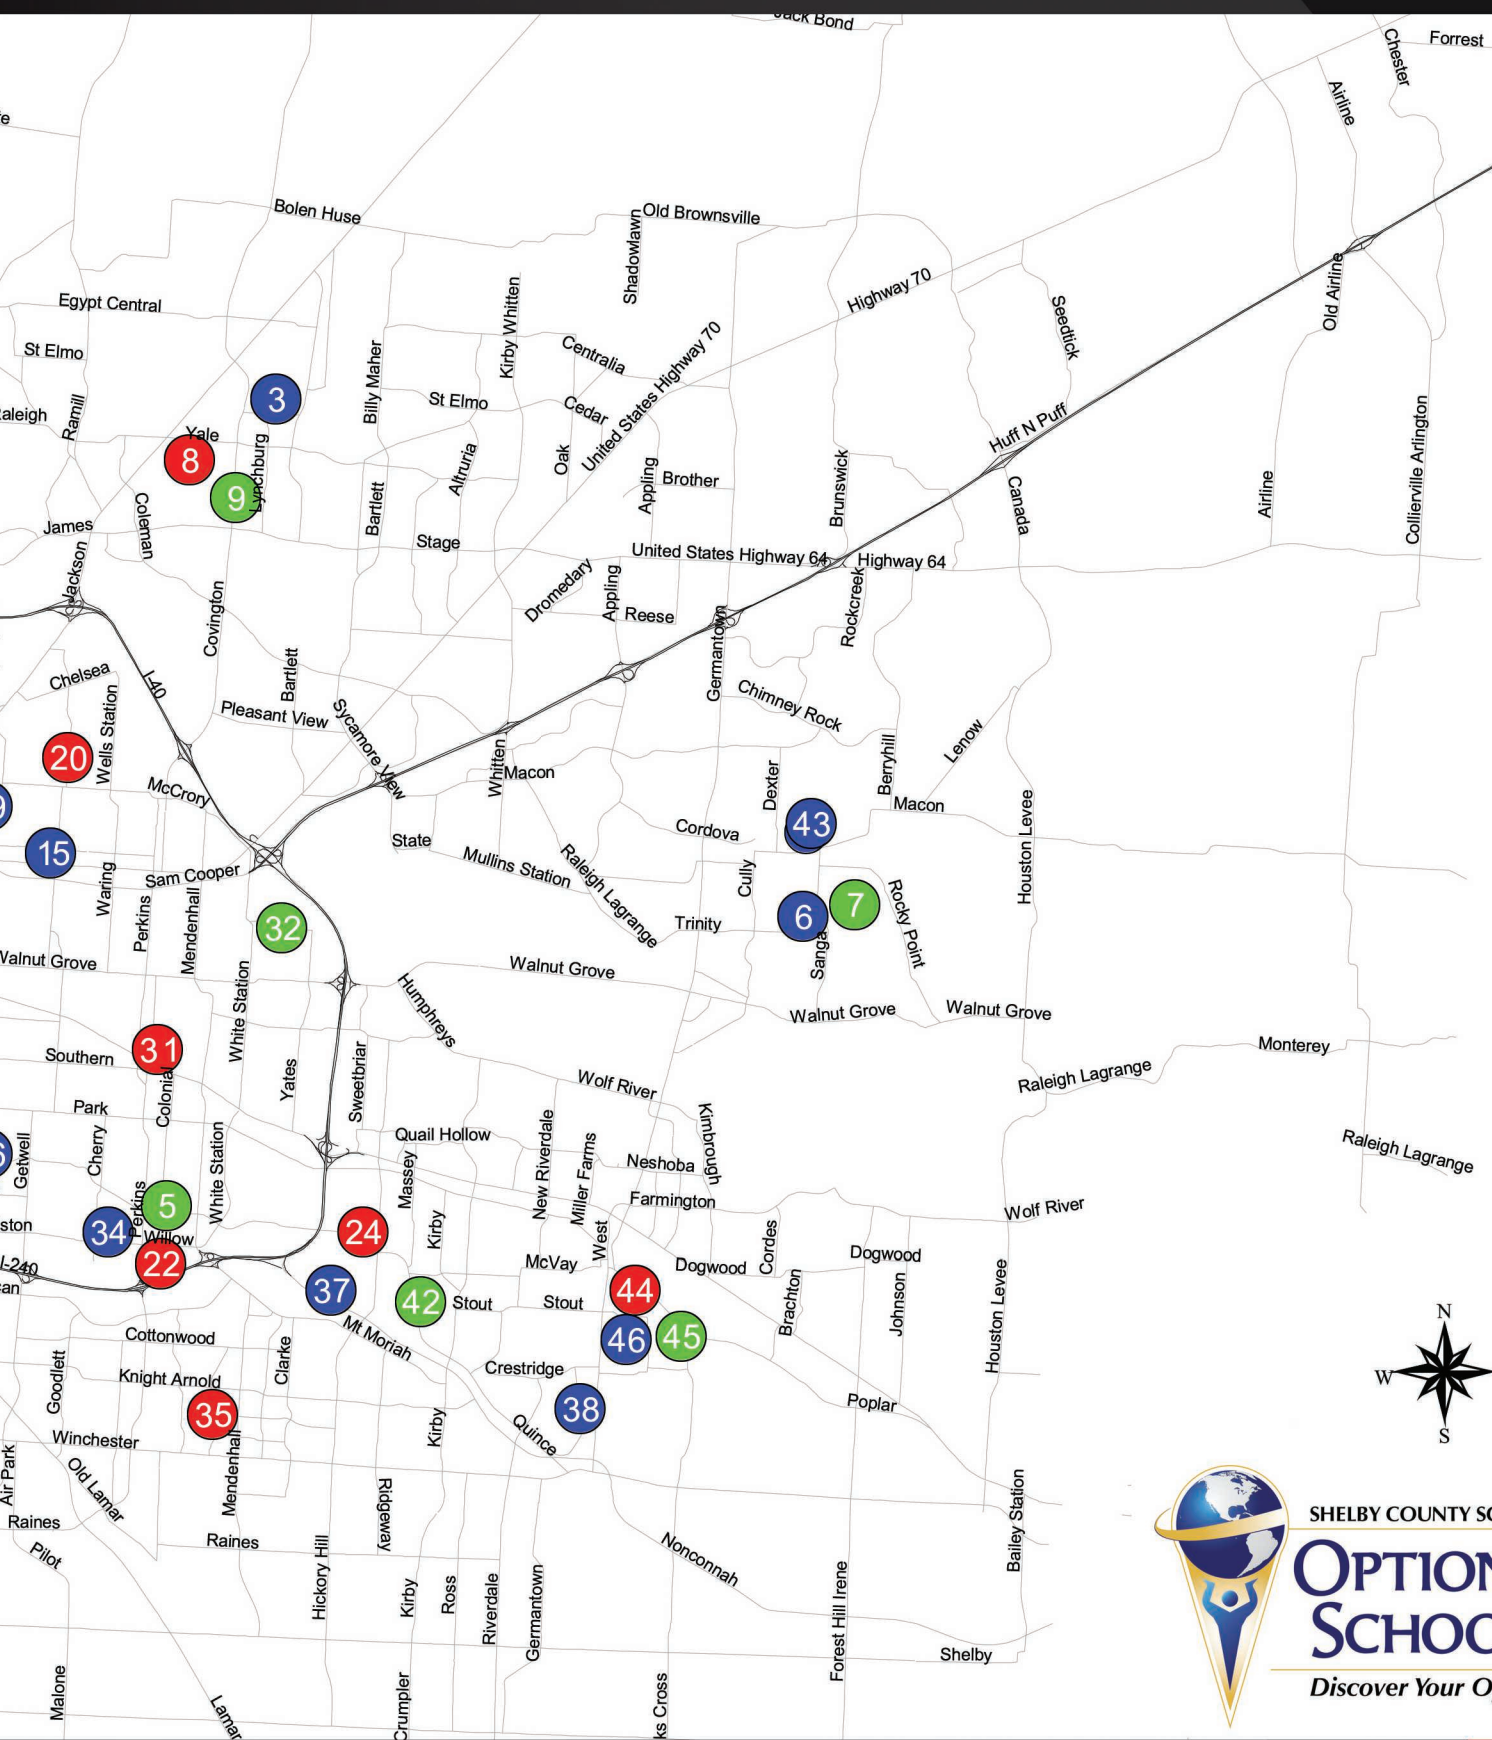 Jack Bond
Chester
Forrest
Airline
Bolen Huse
Old Brownsville
Shadowlawn
Highway 70
Old Airline
Egypt Central
Kirby Whitten
Seedtick
St Elmo
Billy Maher
Centralia
United States Highway 70
Ramill
3
St Elmo
Cedar
Huff N Puff
Collierville Arlington
Yale
8
Lynchburg
9
Altruria
Oak
Appling
Brother
Brunswick
Airline
Canada
Coleman
Bartlett
James
Stage
United States Highway 64
Highway 64
Jackson
Dromedary
Appling
Reese
Rockcreek
Covington
Germantown
Chelsea
I-40
Bartlett
Wells Station
Pleasant View
Sycamore View
Chimney Rock
Lenow
20
Whitten
Macon
Dexter
Berryhill
McCrory
Macon
Houston Levee
43
State
Cordova
15
Mullins Station
Raleigh Lagrange
Sam Cooper
Waring
Perkins
Mendenhall
Cully
6
7
Rocky Point
32
Trinity
Sanga
Walnut Grove
White Station
Walnut Grove
Humphreys
Walnut Grove
Walnut Grove
31
Southern
Monterey
Colonial
Yates
Sweetbriar
Wolf River
Raleigh Lagrange
Park
Kimbrough
Getwell
Cherry
White Station
Quail Hollow
New Riverdale
Miller Farms
Neshoba
Raleigh Lagrange
Massey
Farmington
Perkins
5
34
Willow
22
24
Kirby
West
Cordes
Wolf River
Dogwood
I-240
McVay
Dogwood
37
42
Stout
Stout
44
Brachton
Johnson
Houston Levee
46
45
Cottonwood
Mt Moriah
N
W
S
Goodlett
Knight Arnold
Clarke
Crestridge
35
38
Poplar
Winchester
Kirby
Quince
Air Park
Old Lamar
Mendenhall
Ridgeway
Bailey Station
Raines
Raines
Pilot
Nonconnah
Hickory Hill
Kirby
Ross
Riverdale
Germantown
Forest Hill Irene
Shelby
Malone
Lamar
Crumpler
ks Cross
SHELBY COUNTY SC
OPTION
SCHOO
Discover Your O